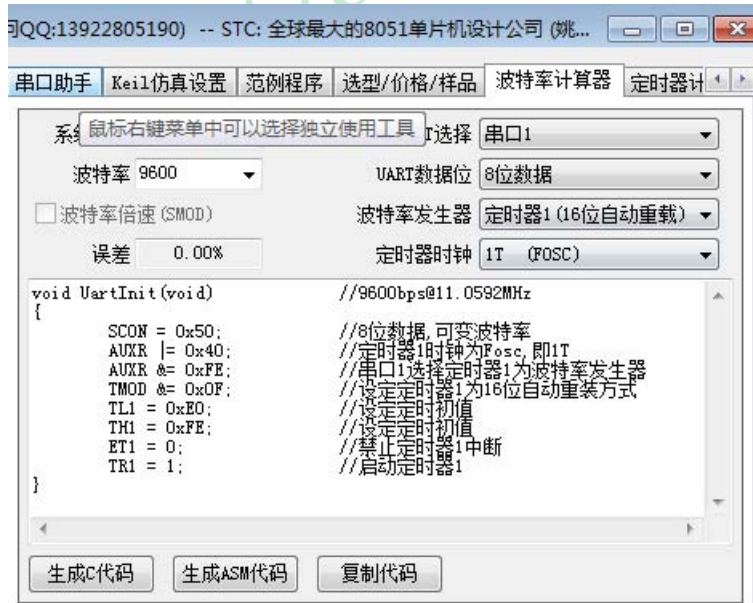 QQ:13922805190) -- STC: 全球最大的8051单片机设计公司 (姚...
串口助手 Keil仿真设置 范例程序 选型/价格/样品 波特率计算器 定时器计
鼠标右键菜单中可以选择独立使用工具 T选择 串口1
波特率 9600 UART数据位 8位数据
波特率倍速(SMOD) 波特率发生器 定时器1(16位自动重载)
误差 0.00% 定时器时钟 1T (FOSC)
void UartInit(void) //9600bps@11.0592MHz
{
SCON = 0x50; //8位数据,可变波特率
AUXR |= 0x40; //定时器1时钟为Fosc,即1T
AUXR &= 0xFE; //串口1选择定时器1为波特率发生器
TMOD &= 0x0F; //设定定时器1为16位自动重装方式
TL1 = 0xE0; //设定定时初值
TH1 = 0xFE; //设定定时初值
ET1 = 0; //禁止定时器1中断
TR1 = 1; //启动定时器1
}
生成C代码 生成ASM代码 复制代码